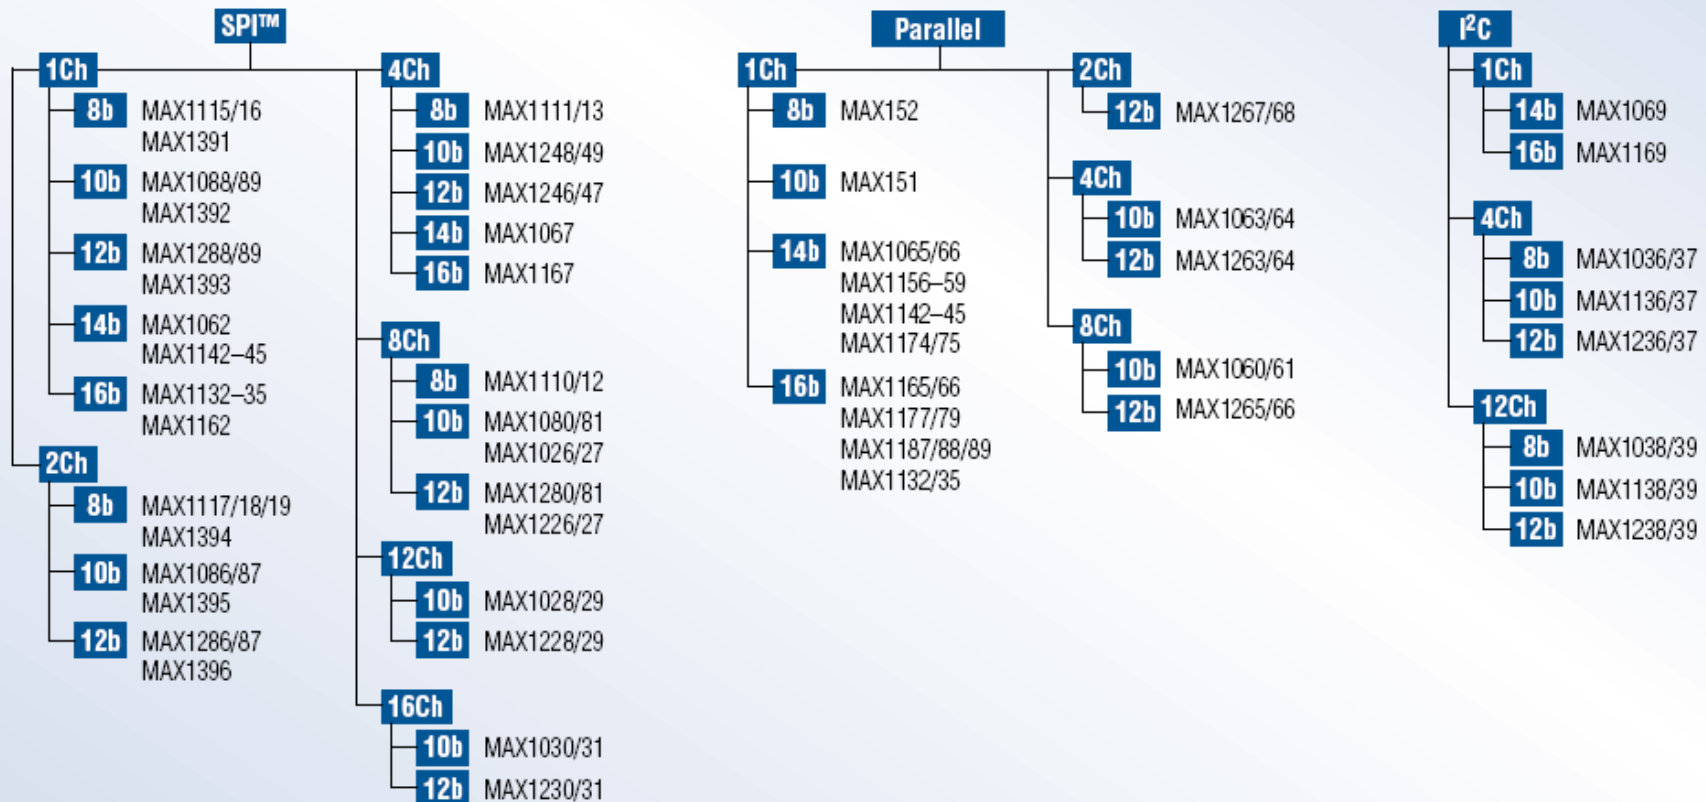 SPI™
1Ch
8b MAX1115/16
MAX1391
10b MAX1088/89
MAX1392
12b MAX1288/89
MAX1393
14b MAX1062
MAX1142–45
16b MAX1132–35
MAX1162
2Ch
8b MAX1117/18/19
MAX1394
10b MAX1086/87
MAX1395
12b MAX1286/87
MAX1396
4Ch
8b MAX1111/13
10b MAX1248/49
12b MAX1246/47
14b MAX1067
16b MAX1167
8Ch
8b MAX1110/12
10b MAX1080/81
MAX1026/27
12b MAX1280/81
MAX1226/27
12Ch
10b MAX1028/29
12b MAX1228/29
16Ch
10b MAX1030/31
12b MAX1230/31
Parallel
1Ch
8b MAX152
10b MAX151
14b MAX1065/66
MAX1156–59
MAX1142–45
MAX1174/75
16b MAX1165/66
MAX1177/79
MAX1187/88/89
MAX1132/35
2Ch
12b MAX1267/68
4Ch
10b MAX1063/64
12b MAX1263/64
8Ch
10b MAX1060/61
12b MAX1265/66
I²C
1Ch
14b MAX1069
16b MAX1169
4Ch
8b MAX1036/37
10b MAX1136/37
12b MAX1236/37
12Ch
8b MAX1038/39
10b MAX1138/39
12b MAX1238/39